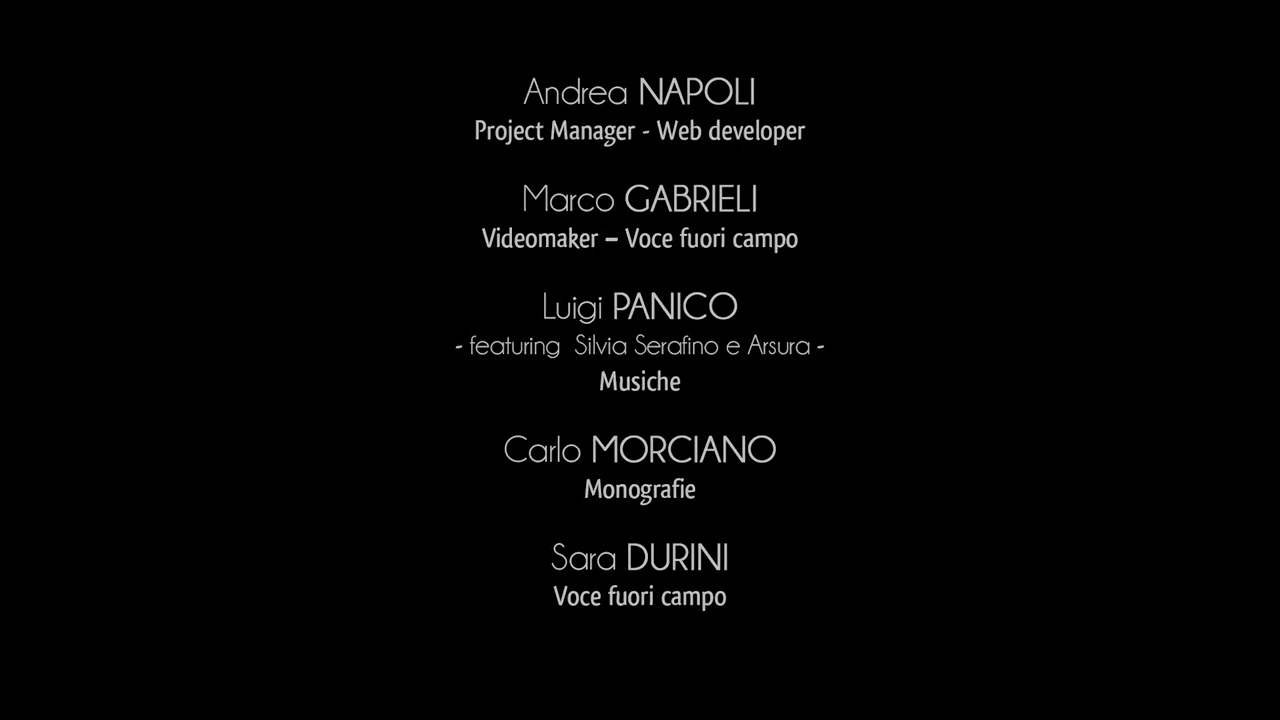 Andrea NAPOLI
Project Manager - Web developer
Marco GABRIELI
Videomaker – Voce fuori campo
Luigi PANICO
- featuring Silvia Serafino e Arsura -
Musiche
Carlo MORCIANO
Monografie
Sara DURINI
Voce fuori campo